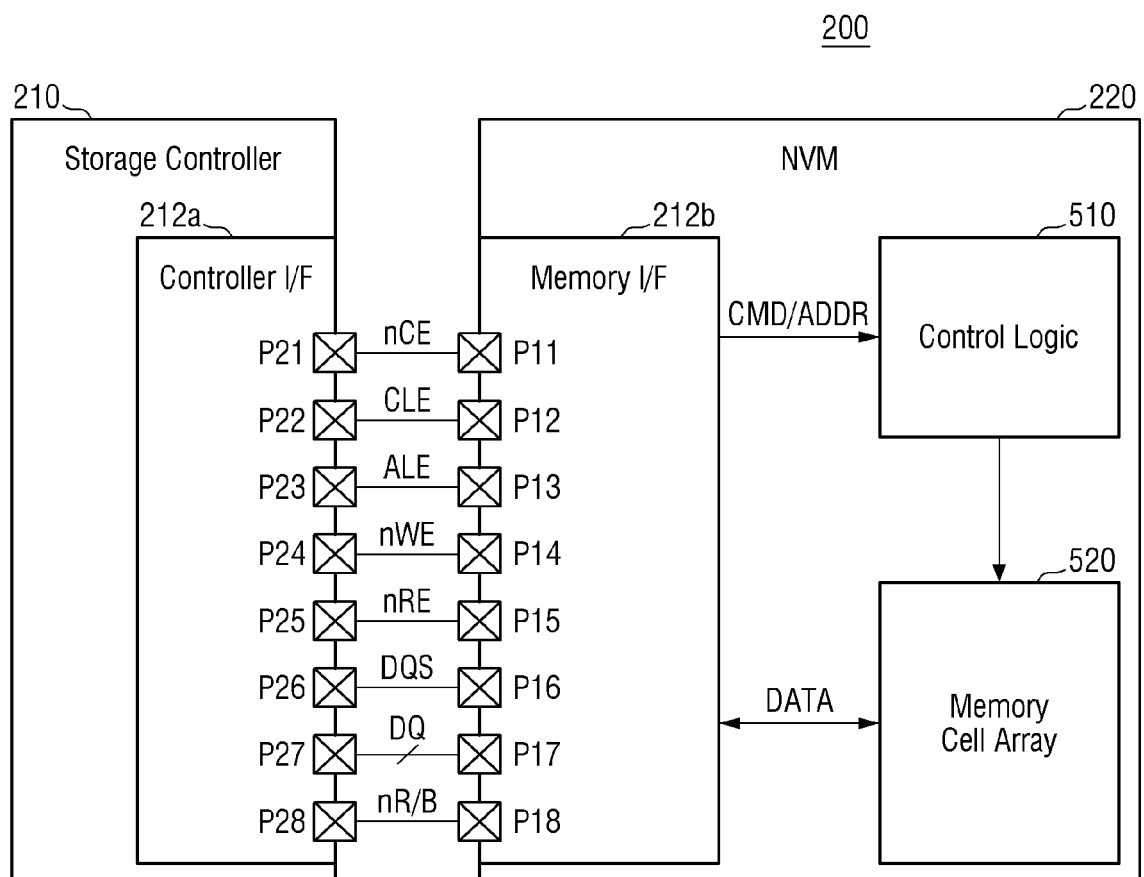 200
210
220
Storage Controller
NVM
212a
212b
510
Controller I/F
Memory I/F
CMD/ADDR
Control Logic
P21 nCE P11
P22 CLE P12
P23 ALE P13
P24 nWE P14
P25 nRE P15
520
P26 DQS P16
DATA
Memory
Cell Array
P27 DQ P17
P28 nR/B P18